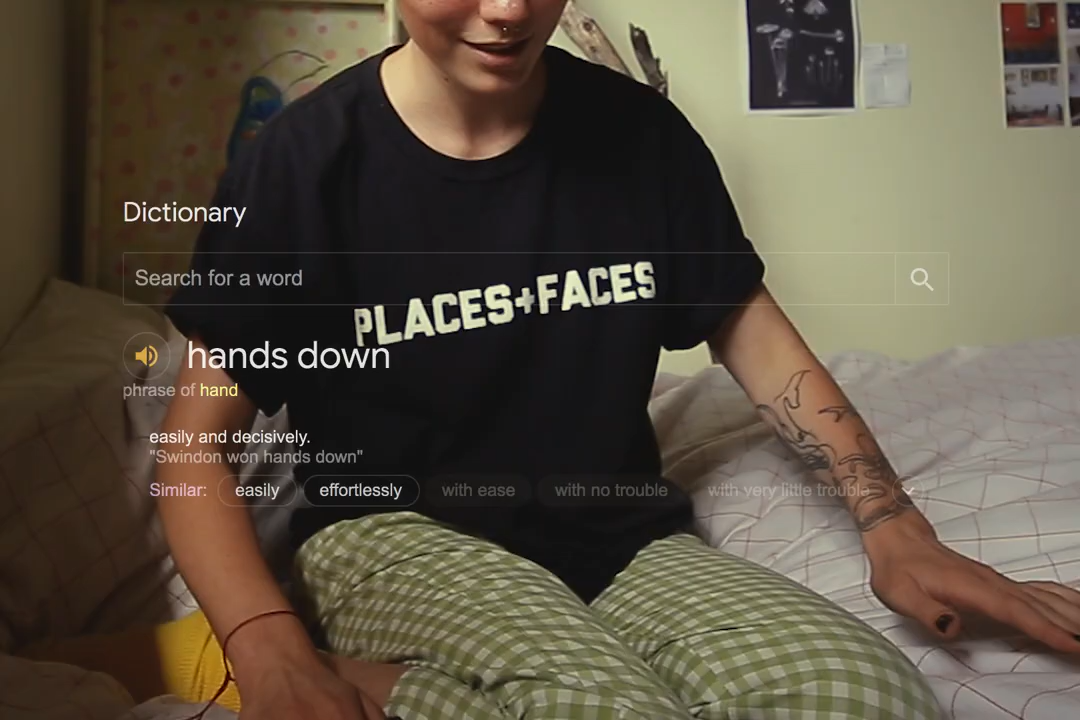 Dictionary
Search for a word
PLACES+FACES
hands down
phrase of hand
easily and decisively.
"Swindon won hands down"
Similar: easily effortlessly with ease with no trouble with very little trouble